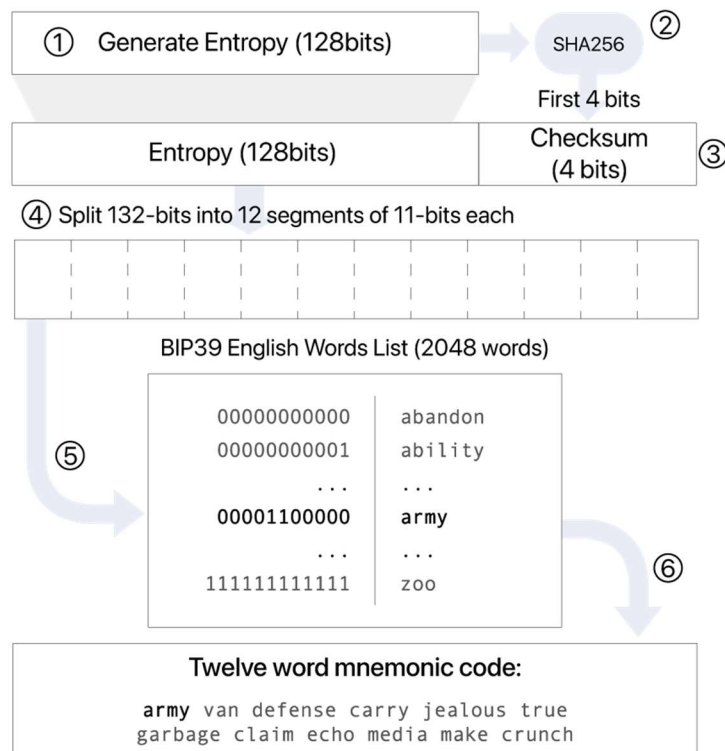 ① Generate Entropy (128bits)
SHA256
②
First 4 bits
Entropy (128bits)
Checksum
(4 bits)
③
④ Split 132-bits into 12 segments of 11-bits each
BIP39 English Words List (2048 words)
00000000000 abandon
00000000001 ability
... ...
⑤
00001100000 army
... ...
111111111111 zoo
⑥
Twelve word mnemonic code:
army van defense carry jealous true
garbage claim echo media make crunch